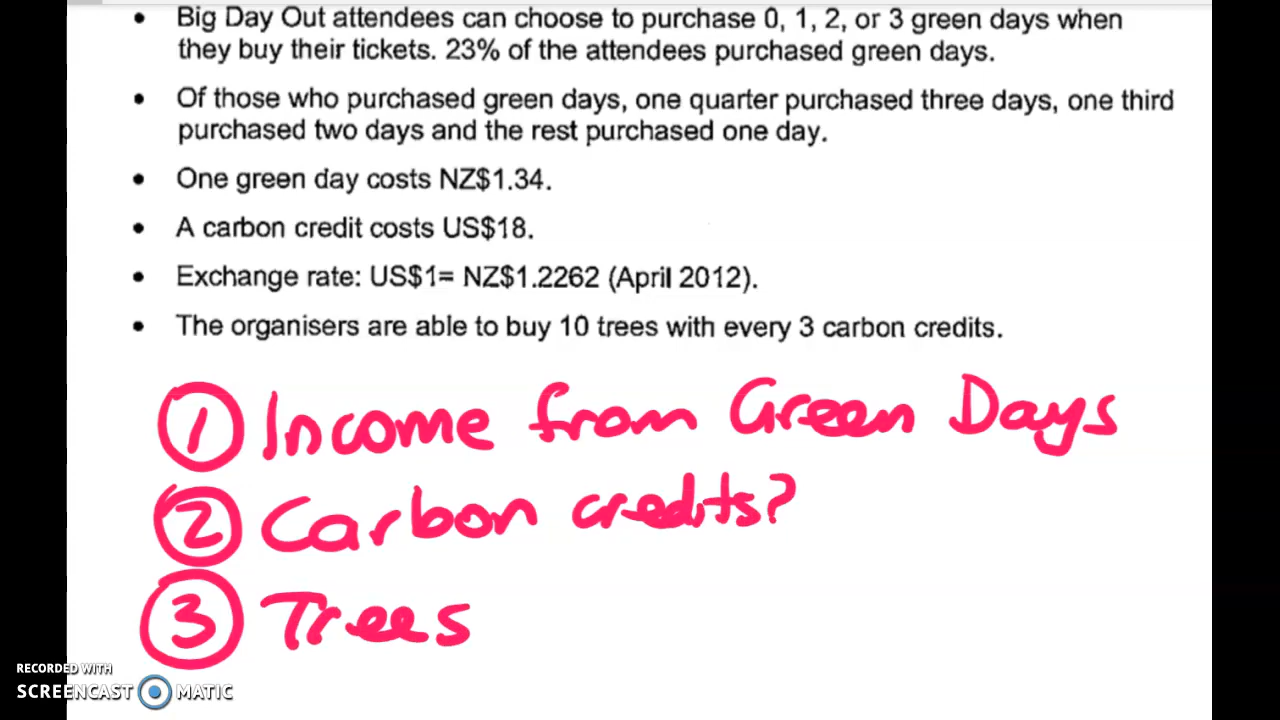 • Big Day Out attendees can choose to purchase 0, 1, 2, or 3 green days when
they buy their tickets. 23% of the attendees purchased green days.
• Of those who purchased green days, one quarter purchased three days, one third
purchased two days and the rest purchased one day.
• One green day costs NZ$1.34.
• A carbon credit costs US$18.
• Exchange rate: US$1= NZ$1.2262 (April 2012).
• The organisers are able to buy 10 trees with every 3 carbon credits.
① Income from Green Days
② Carbon credits?
③ Trees
RECORDED WITH
SCREENCAST MATIC